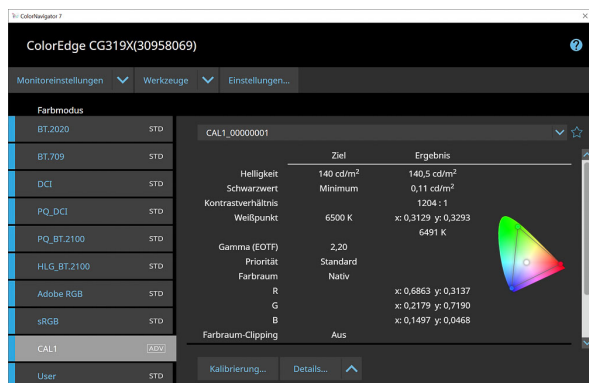 ColorNavigator 7
ColorEdge CG319X(30958069)
Monitoreinstellungen Werkzeuge Einstellungen...
Farbmodus
BT.2020 STD
BT.709 STD
DCI STD
PQ_DCI STD
PQ_BT.2100 STD
HLG_BT.2100 STD
Adobe RGB STD
sRGB STD
CAL1 ADV
User STD
CAL1_00000001
Ziel Ergebnis
Helligkeit 140 cd/m² 140,5 cd/m²
Schwarzwert Minimum 0,11 cd/m²
Kontrastverhältnis 1204 : 1
Weißpunkt 6500 K x: 0,3129 y: 0,3293
6491 K
Gamma (EOTF) 2,20
Priorität Standard
Farbraum Nativ
R x: 0,6863 y: 0,3137
G x: 0,2179 y: 0,7190
B x: 0,1497 y: 0,0468
Farbraum-Clipping Aus
Kalibrierung... Details...